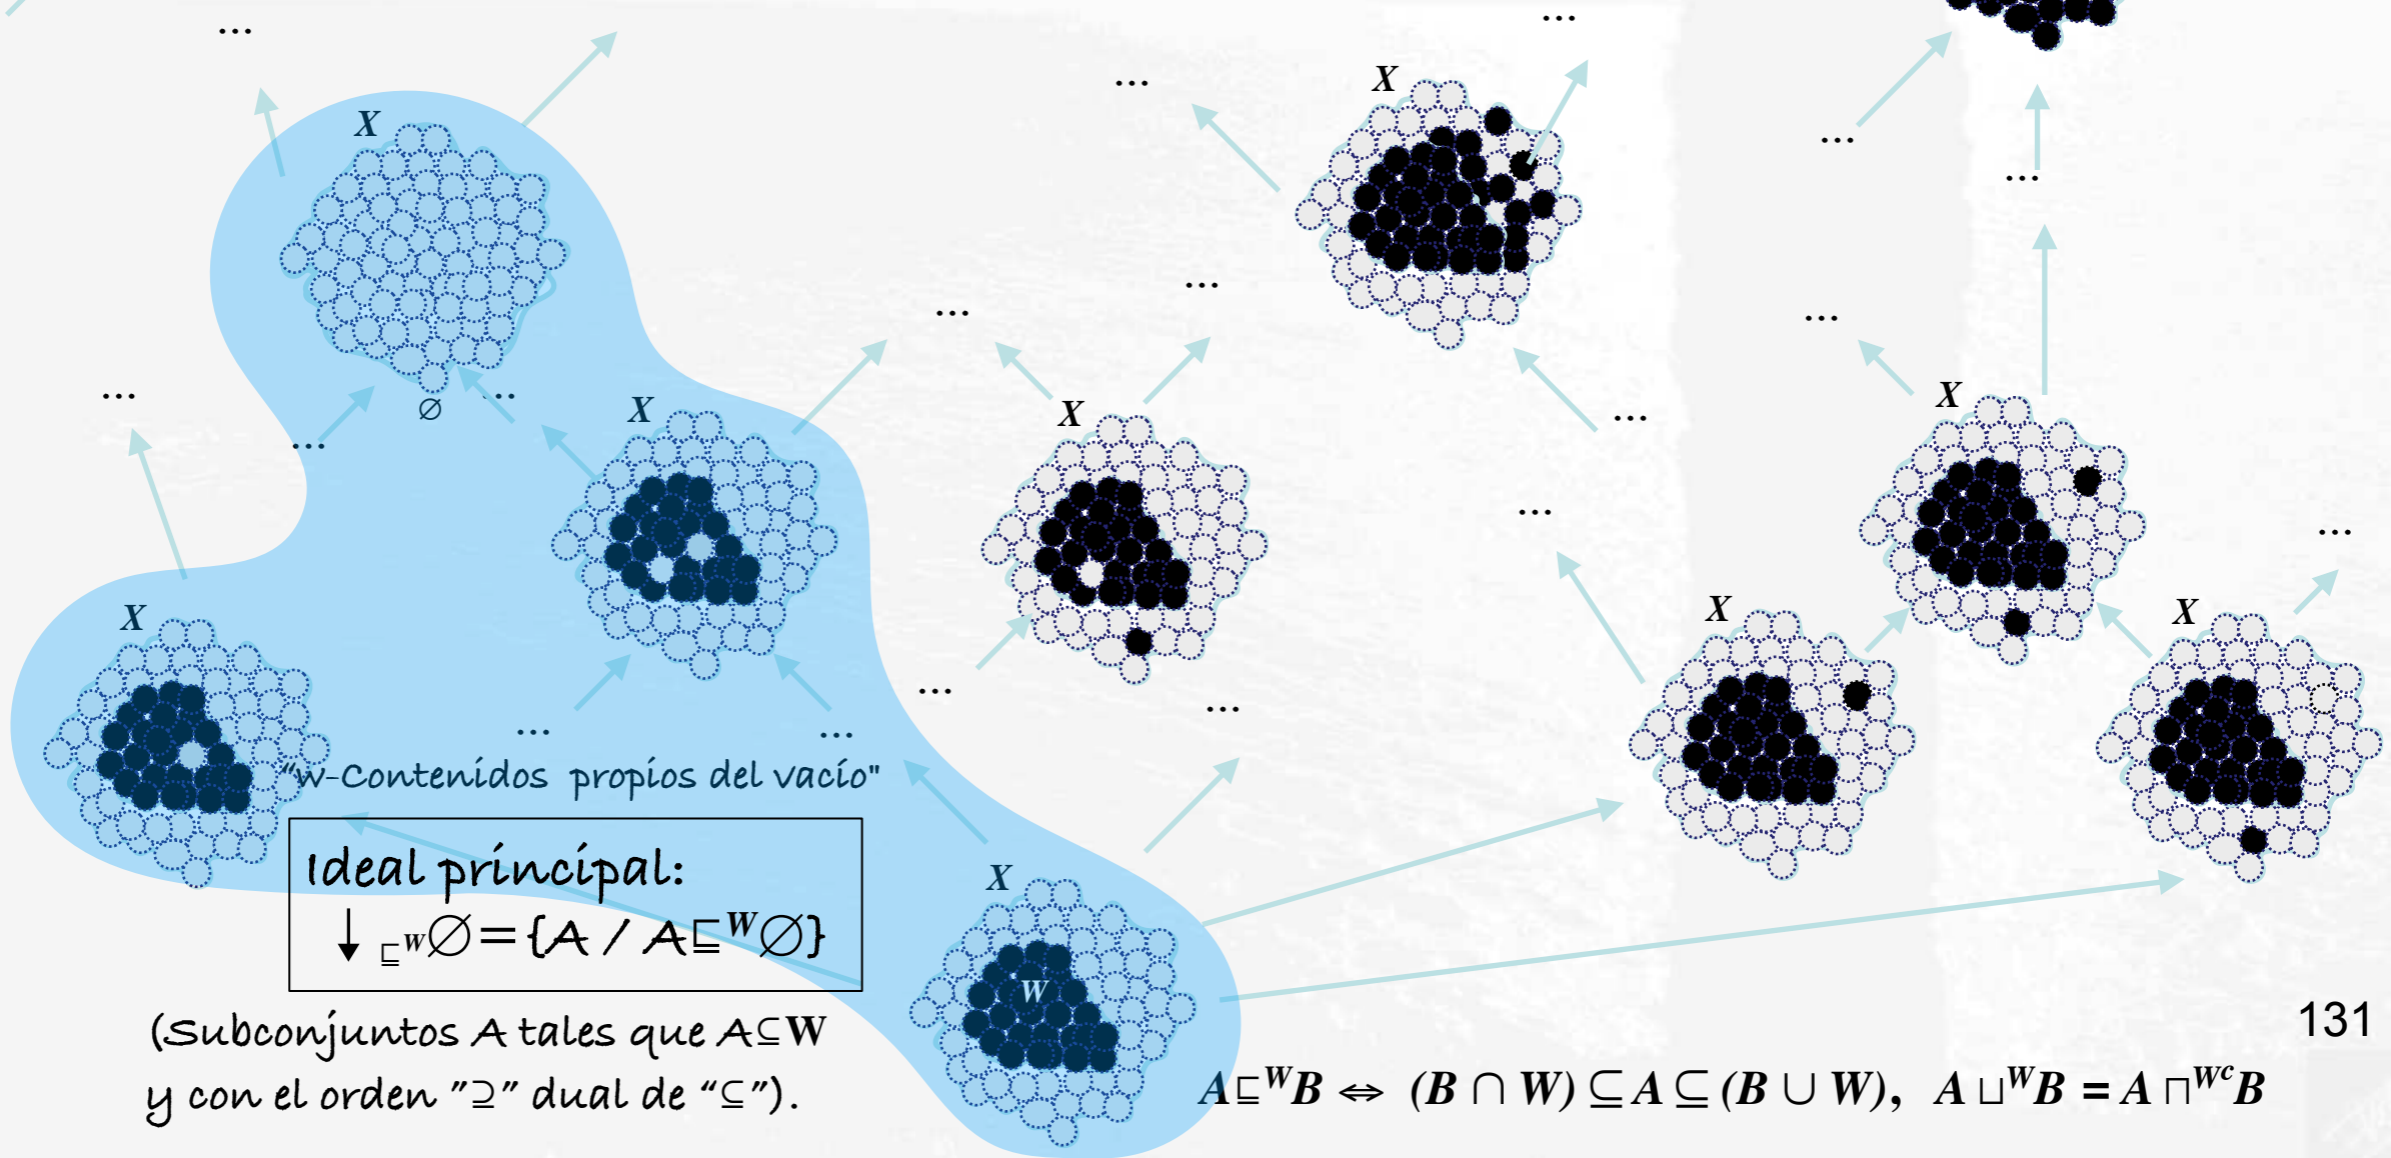 ...
...
...
X
X
...
...
...
...
...
...
X
∅
...
...
X
X
...
X
...
...
...
X
X
X
...
...
...
...
"w-Contenidos propios del vacío"
Ideal principal:
↓ ⊑ᵂ∅={A / A⊑ᵂ∅}
X
W
(Subconjuntos A tales que A⊆W
y con el orden "⊇" dual de "⊆").
131
A⊑ᵂB ⇔ (B ∩ W) ⊆ A ⊆ (B ∪ W), A ⊔ᵂB = A ⊓ᵂᶜB